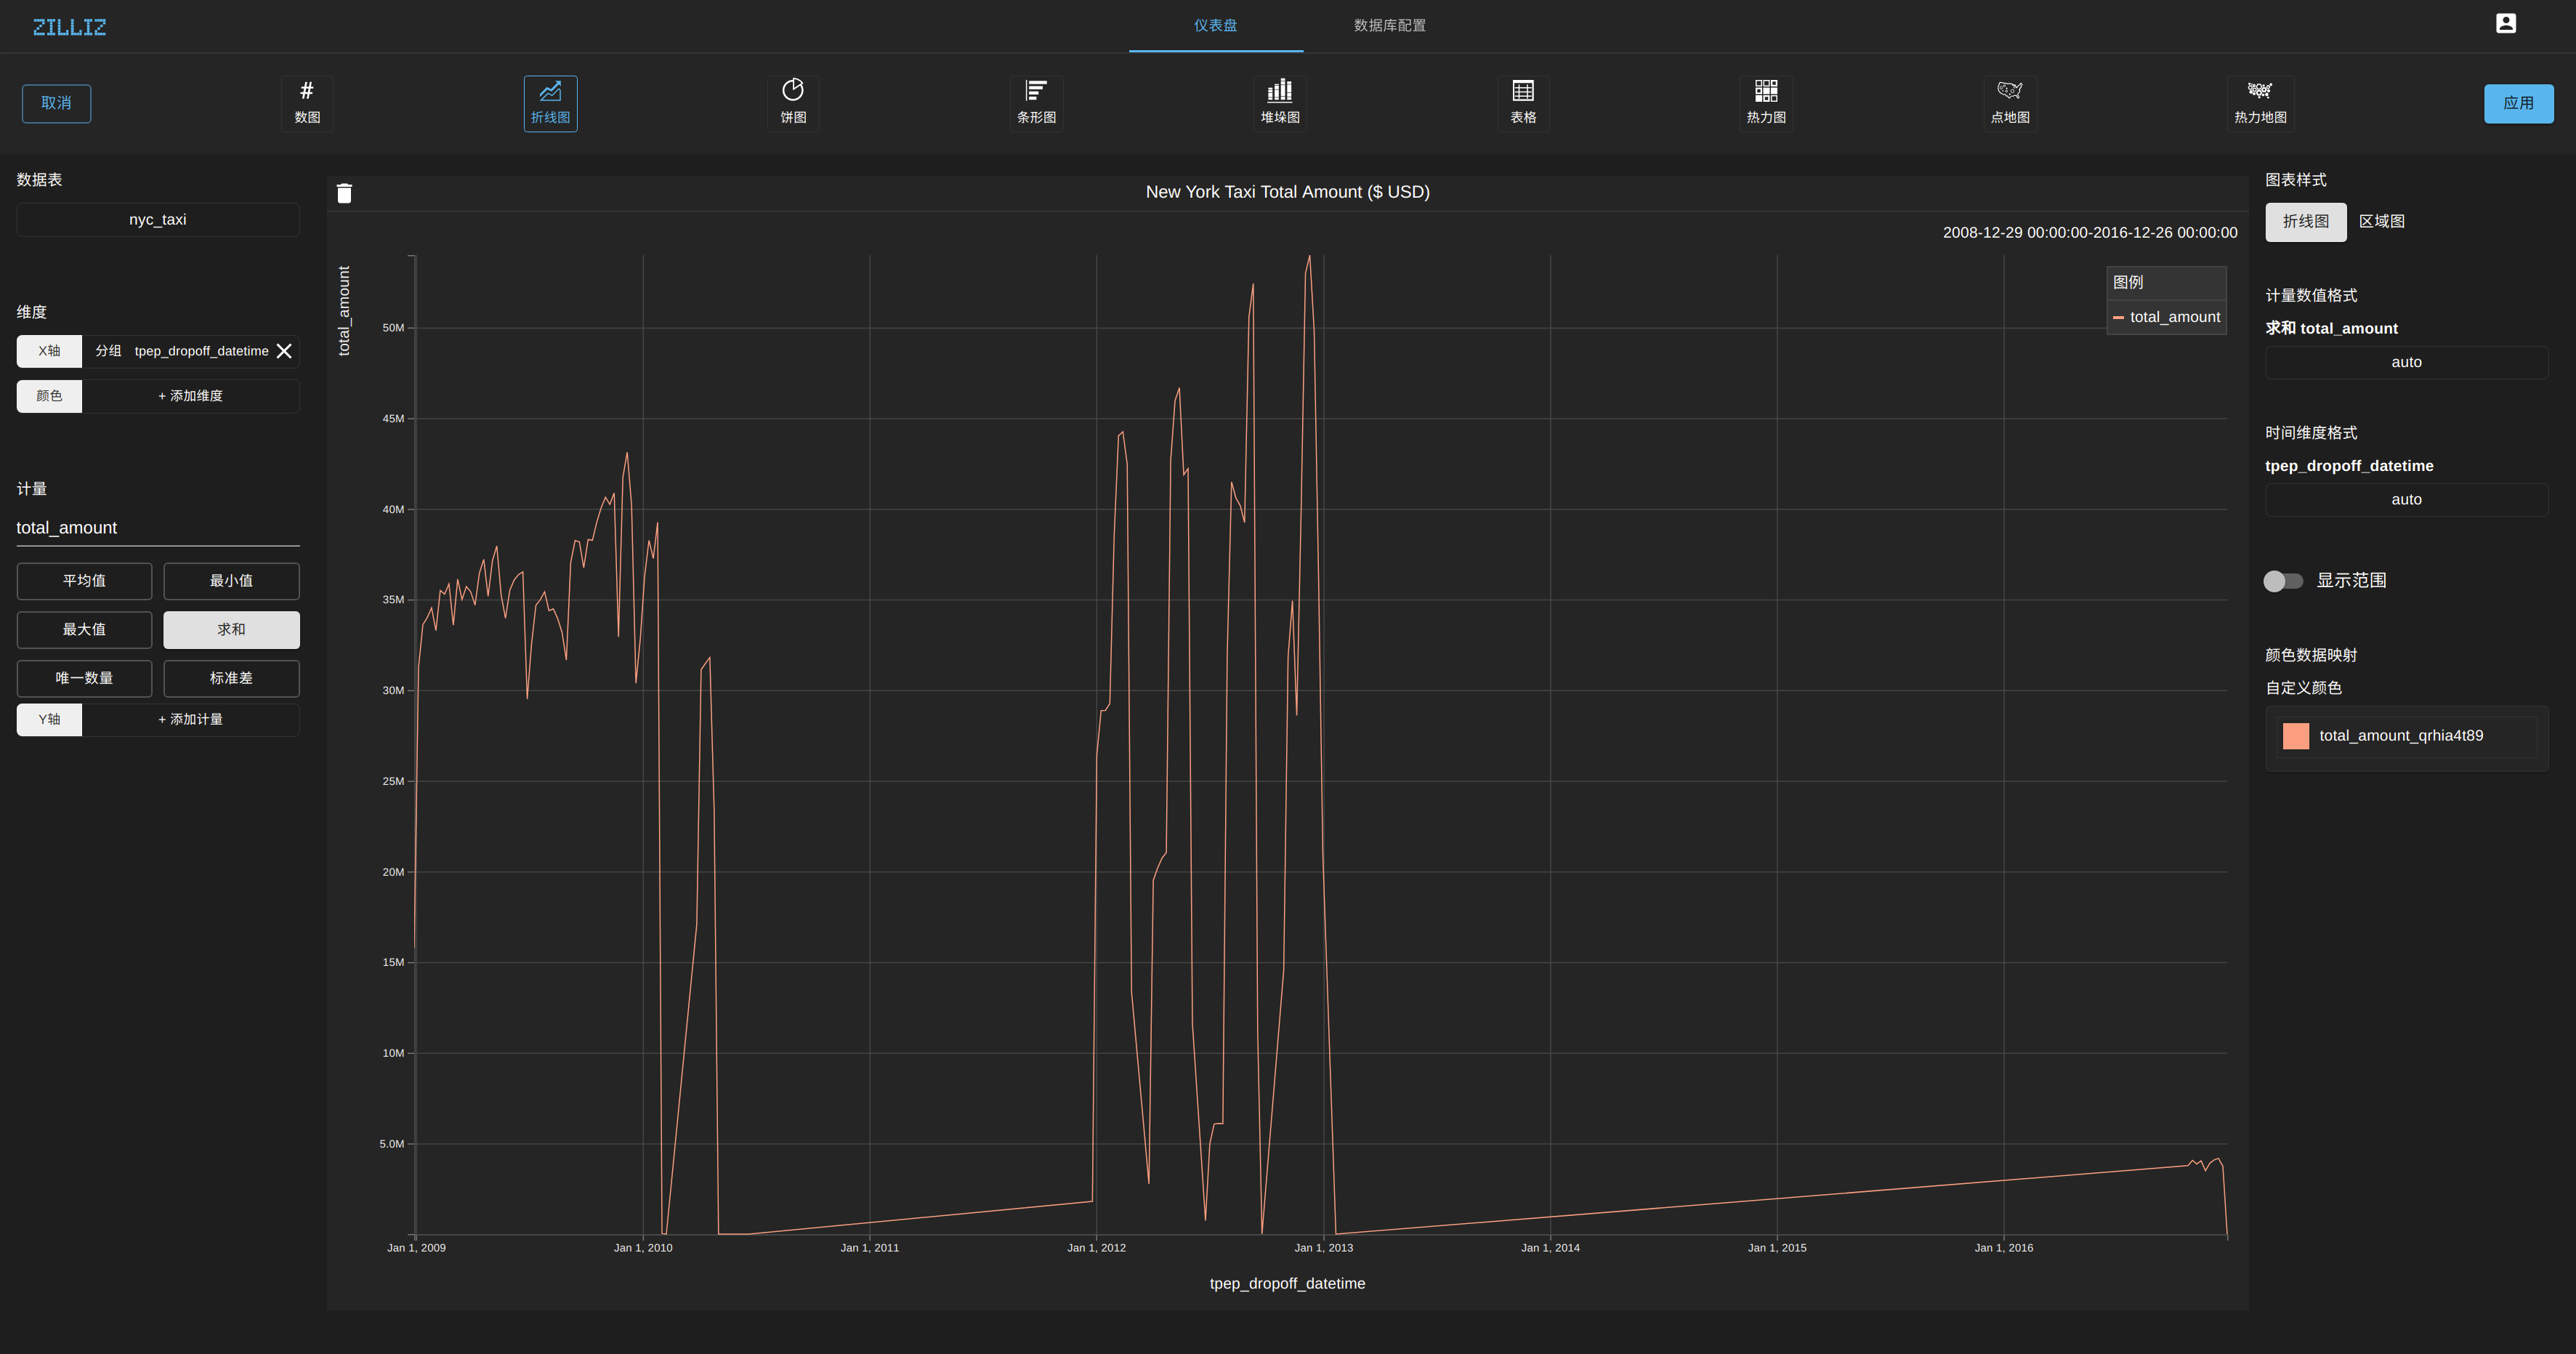 ZILLIZ
仪表盘
数据库配置
取消
数图
折线图
饼图
条形图
堆垛图
表格
热力图
点地图
热力地图
应用
数据表
nyc_taxi
维度
X轴 分组 tpep_dropoff_datetime
颜色 + 添加维度
计量
total_amount
平均值 最小值
最大值 求和
唯一数量 标准差
Y轴 + 添加计量
New York Taxi Total Amount ($ USD)
2008-12-29 00:00:00-2016-12-26 00:00:00
total_amount
图例
total_amount
50M
45M
40M
35M
30M
25M
20M
15M
10M
5.0M
Jan 1, 2009 Jan 1, 2010 Jan 1, 2011 Jan 1, 2012 Jan 1, 2013 Jan 1, 2014 Jan 1, 2015 Jan 1, 2016
tpep_dropoff_datetime
图表样式
折线图 区域图
计量数值格式
求和 total_amount
auto
时间维度格式
tpep_dropoff_datetime
auto
显示范围
颜色数据映射
自定义颜色
total_amount_qrhia4t89